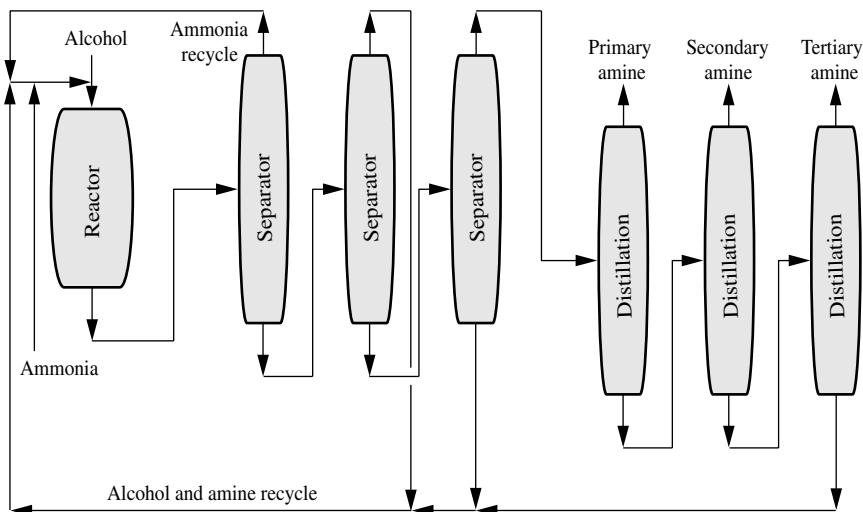 Alcohol
Ammonia
recycle
Primary
amine
Secondary
amine
Tertiary
amine
Reactor
Separator
Separator
Separator
Distillation
Distillation
Distillation
Ammonia
Alcohol and amine recycle